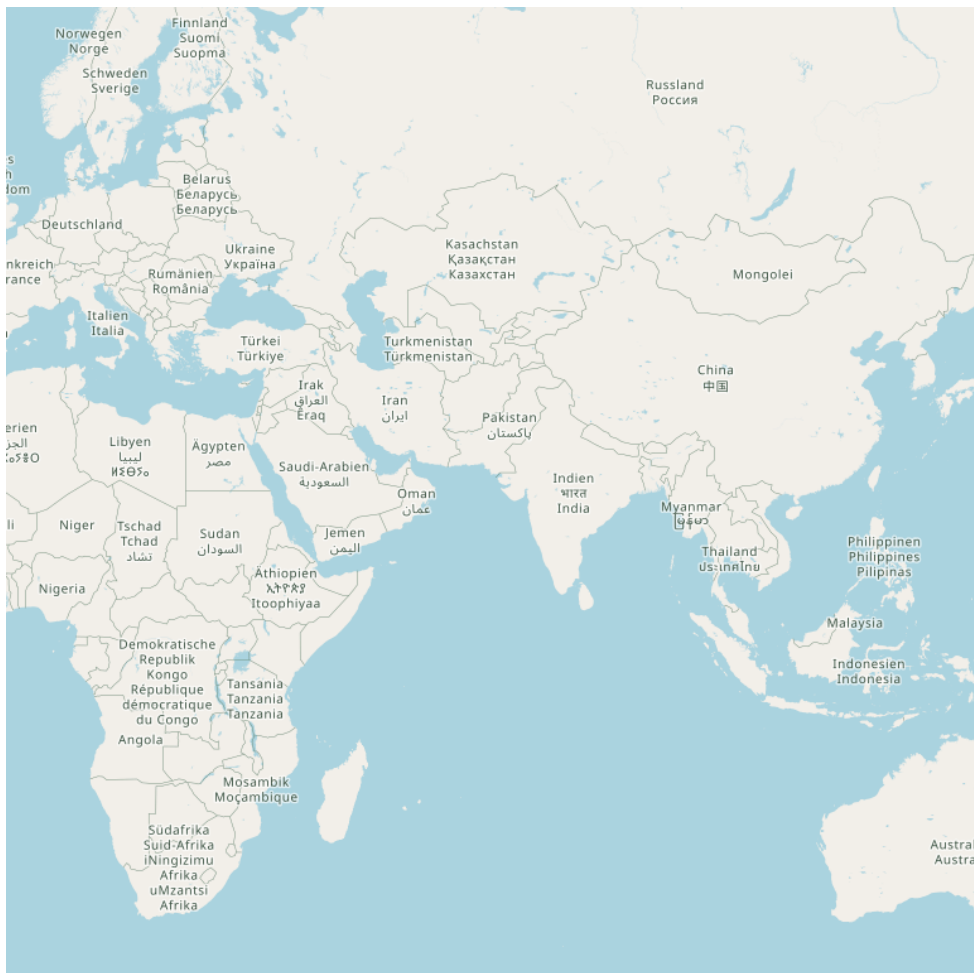 Norwegen
Norge
Finnland
Suomi
Suopma
Schweden
Sverige
Russland
Россия
Belarus
Беларусь
Беларусь
Deutschland
Ukraine
Україна
Kasachstan
Қазақстан
Казахстан
Mongolei
Rumänien
România
Italien
Italia
Türkei
Türkiye
Turkmenistan
Türkmenistan
China
中国
Irak
العراق
Êraq
Iran
ایران
Pakistan
پاکستان
Libyen
ليبيا
ⵍⵉⴱⵢⴰ
Ägypten
مصر
Saudi-Arabien
السعودية
Oman
عمان
Indien
भारत
India
Myanmar
Niger
Tschad
Tchad
تشاد
Sudan
السودان
Jemen
اليمن
Thailand
ประเทศไทย
Philippinen
Philippines
Pilipinas
Nigeria
Äthiopien
ኢትዮጵያ
Itoophiyaa
Malaysia
Indonesien
Indonesia
Demokratische
Republik
Kongo
République
démocratique
du Congo
Tansania
Tanzania
Tanzania
Angola
Mosambik
Moçambique
Südafrika
Suid-Afrika
iNingizimu
Afrika
uMzantsi
Afrika
Austra
Austra